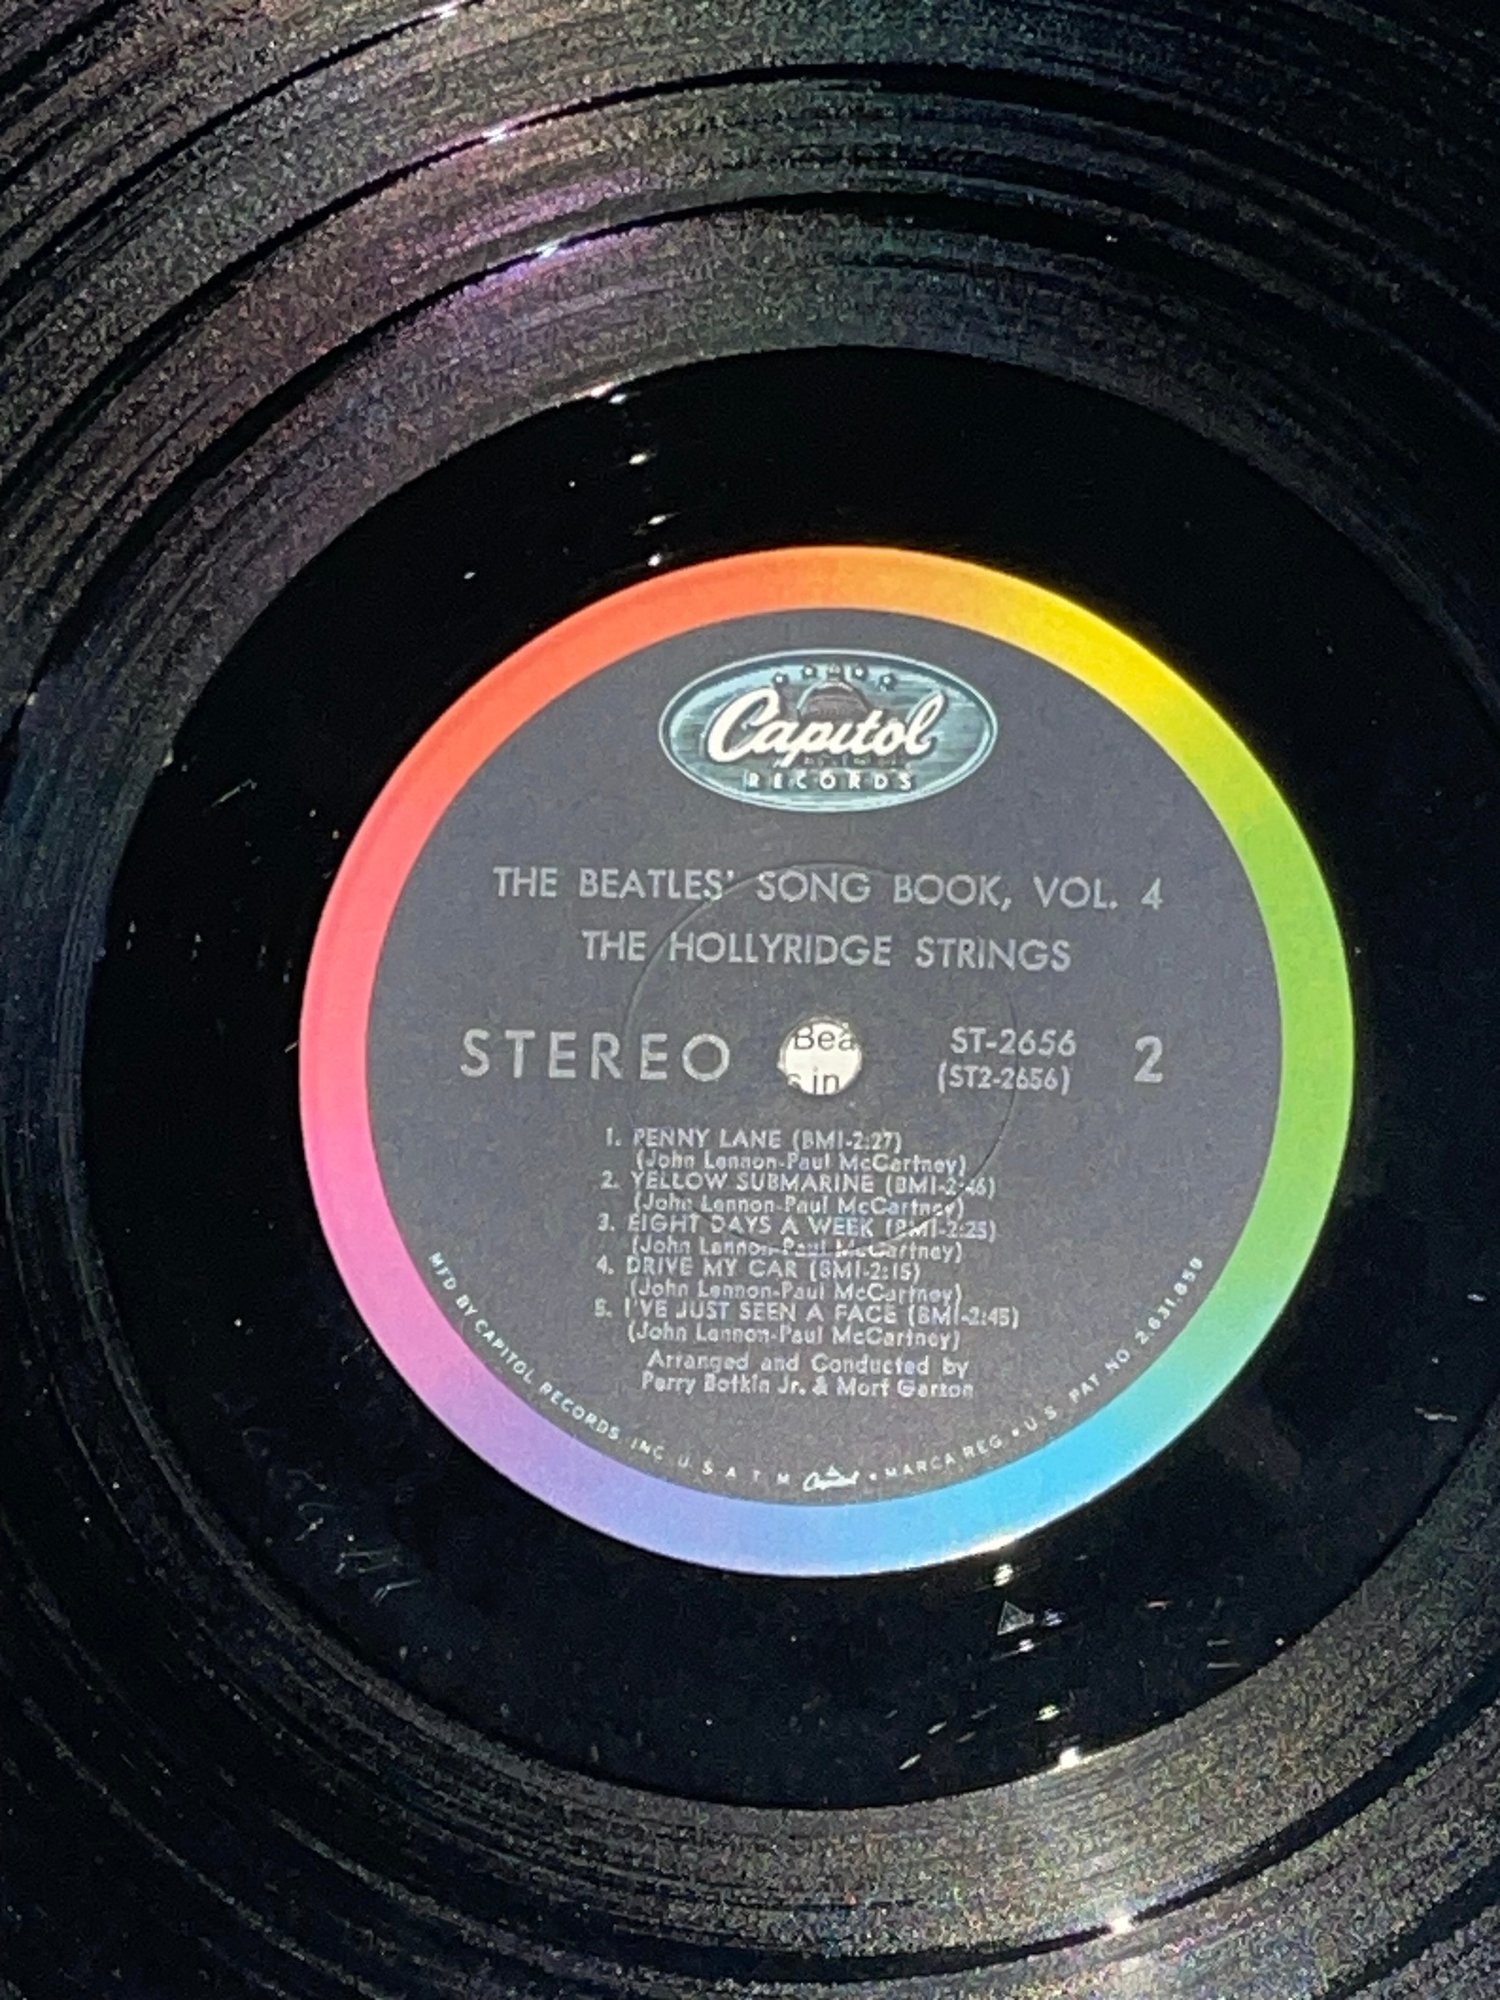 Capitol
RECORDS
THE BEATLES' SONG BOOK, VOL. 4
THE HOLLYRIDGE STRINGS
STEREO
Bea
s in
ST-2656
(ST2-2656)
2
1. PENNY LANE (BMI-2:27)
(John Lennon-Paul McCartney)
2. YELLOW SUBMARINE (BMI-2:46)
(John Lennon-Paul McCartney)
3. EIGHT DAYS A WEEK (BMI-2:25)
(John Lennon-Paul McCartney)
4. DRIVE MY CAR (BMI-2:15)
(John Lennon-Paul McCartney)
5. I'VE JUST SEEN A FACE (BMI-2:45)
(John Lennon-Paul McCartney)
Arranged and Conducted by
Perry Botkin Jr. & Mort Garson
MFD BY CAPITOL RECORDS INC. U.S.A. T.M. Capitol • MARCA REG. • U.S. PAT. NO. 2,631,859